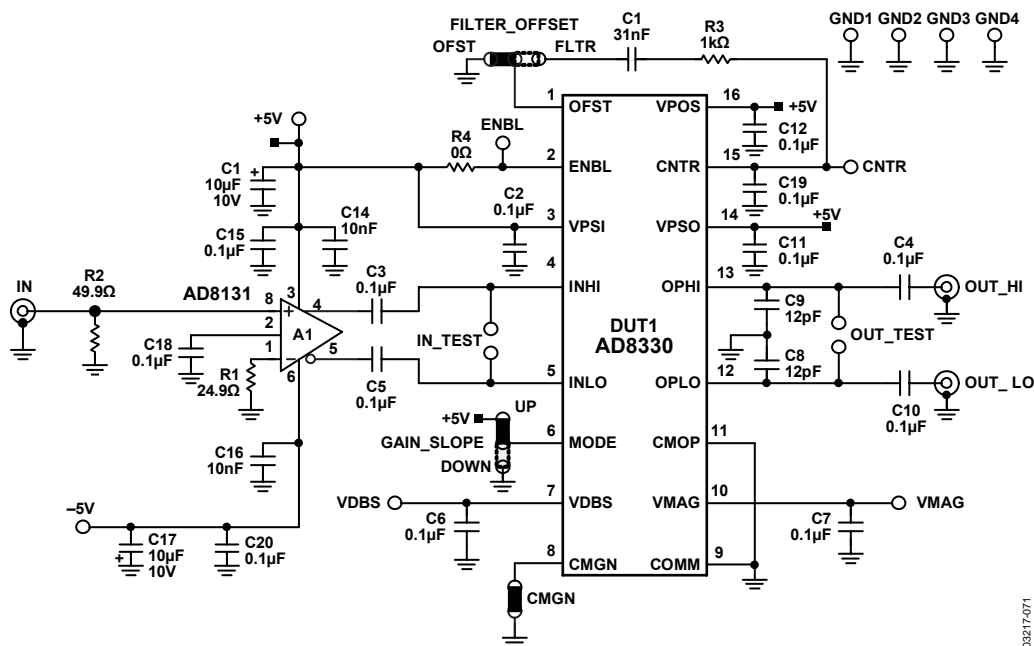 FILTER_OFFSET
OFST
FLTR
C1
31nF
R3
1kΩ
GND1 GND2 GND3 GND4
1
OFST
VPOS
16
+5V
C12
0.1µF
+5V
R4
0Ω
ENBL
2
ENBL
CNTR
15
CNTR
C1
+
10µF
10V
C2
0.1µF
C19
0.1µF
3
VPSI
VPSO
14
+5V
C15
0.1µF
C14
10nF
C11
0.1µF
IN
R2
49.9Ω
AD8131
C3
0.1µF
4
INHI
OPHI
13
C4
0.1µF
OUT_HI
8
3
4
+
2
A1
1
–
5
6
C18
0.1µF
R1
24.9Ω
C5
0.1µF
IN_TEST
DUT1
AD8330
C9
12pF
C8
12pF
OUT_TEST
5
INLO
OPLO
12
C10
0.1µF
OUT_ LO
+5V
UP
GAIN_SLOPE
DOWN
6
MODE
CMOP
11
C16
10nF
VDBS
7
VDBS
VMAG
10
VMAG
–5V
C17
10µF
10V
+
C20
0.1µF
C6
0.1µF
C7
0.1µF
8
CMGN
COMM
9
CMGN
03217-071